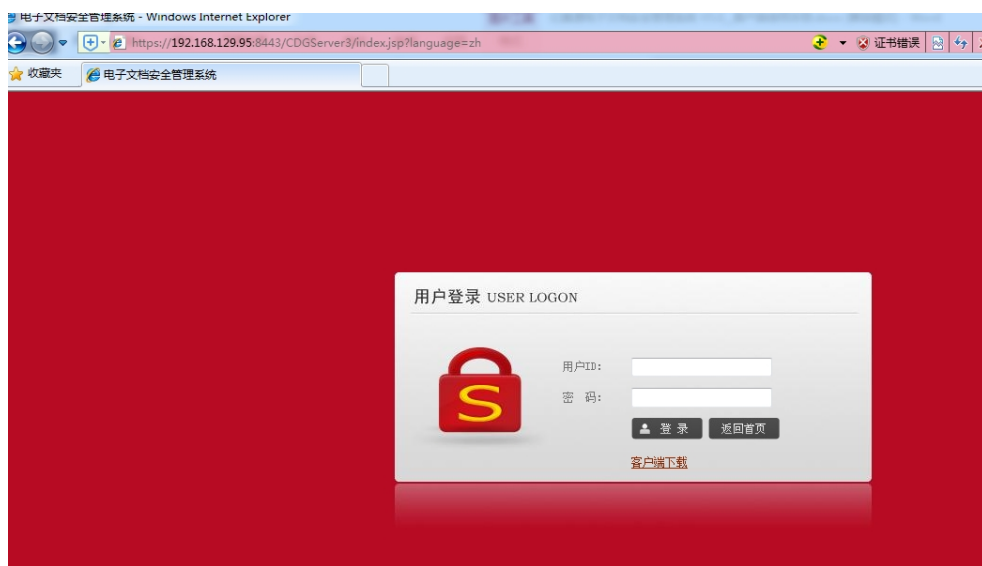 电子文档安全管理系统 - Windows Internet Explorer
https://192.168.129.95:8443/CDGServer3/index.jsp?language=zh
证书错误
收藏夹
电子文档安全管理系统
用户登录 USER LOGON
S
用户ID:
密 码:
登 录
返回首页
客户端下载